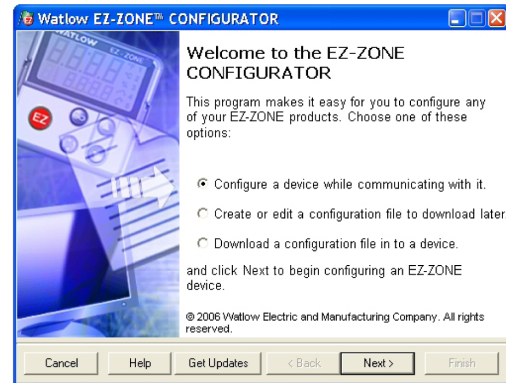 Watlow EZ-ZONE™ CONFIGURATOR
WATLOW
EZ-ZONE
EZ
Welcome to the EZ-ZONE
CONFIGURATOR
This program makes it easy for you to configure any
of your EZ-ZONE products. Choose one of these
options:
Configure a device while communicating with it.
Create or edit a configuration file to download later.
Download a configuration file in to a device.
and click Next to begin configuring an EZ-ZONE
device.
© 2006 Watlow Electric and Manufacturing Company. All rights
reserved.
Cancel Help Get Updates < Back Next > Finish